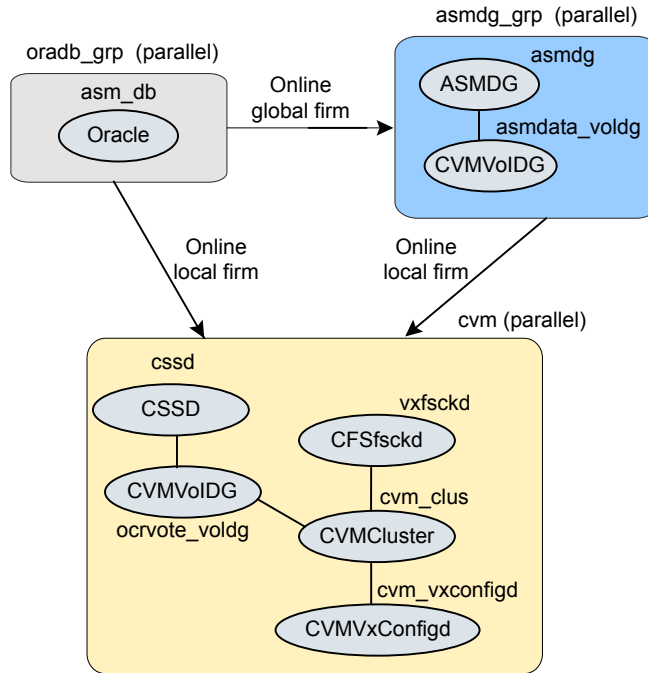 asmdg_grp (parallel)
oradb_grp (parallel)
asm_db
Oracle
Online
global firm
asmdg
ASMDG
asmdata_voldg
CVMVolDG
Online
local firm
Online
local firm
cvm (parallel)
cssd
CSSD
vxfsckd
CFSfsckd
CVMVolDG
ocrvote_voldg
cvm_clus
CVMCluster
cvm_vxconfigd
CVMVxConfigd